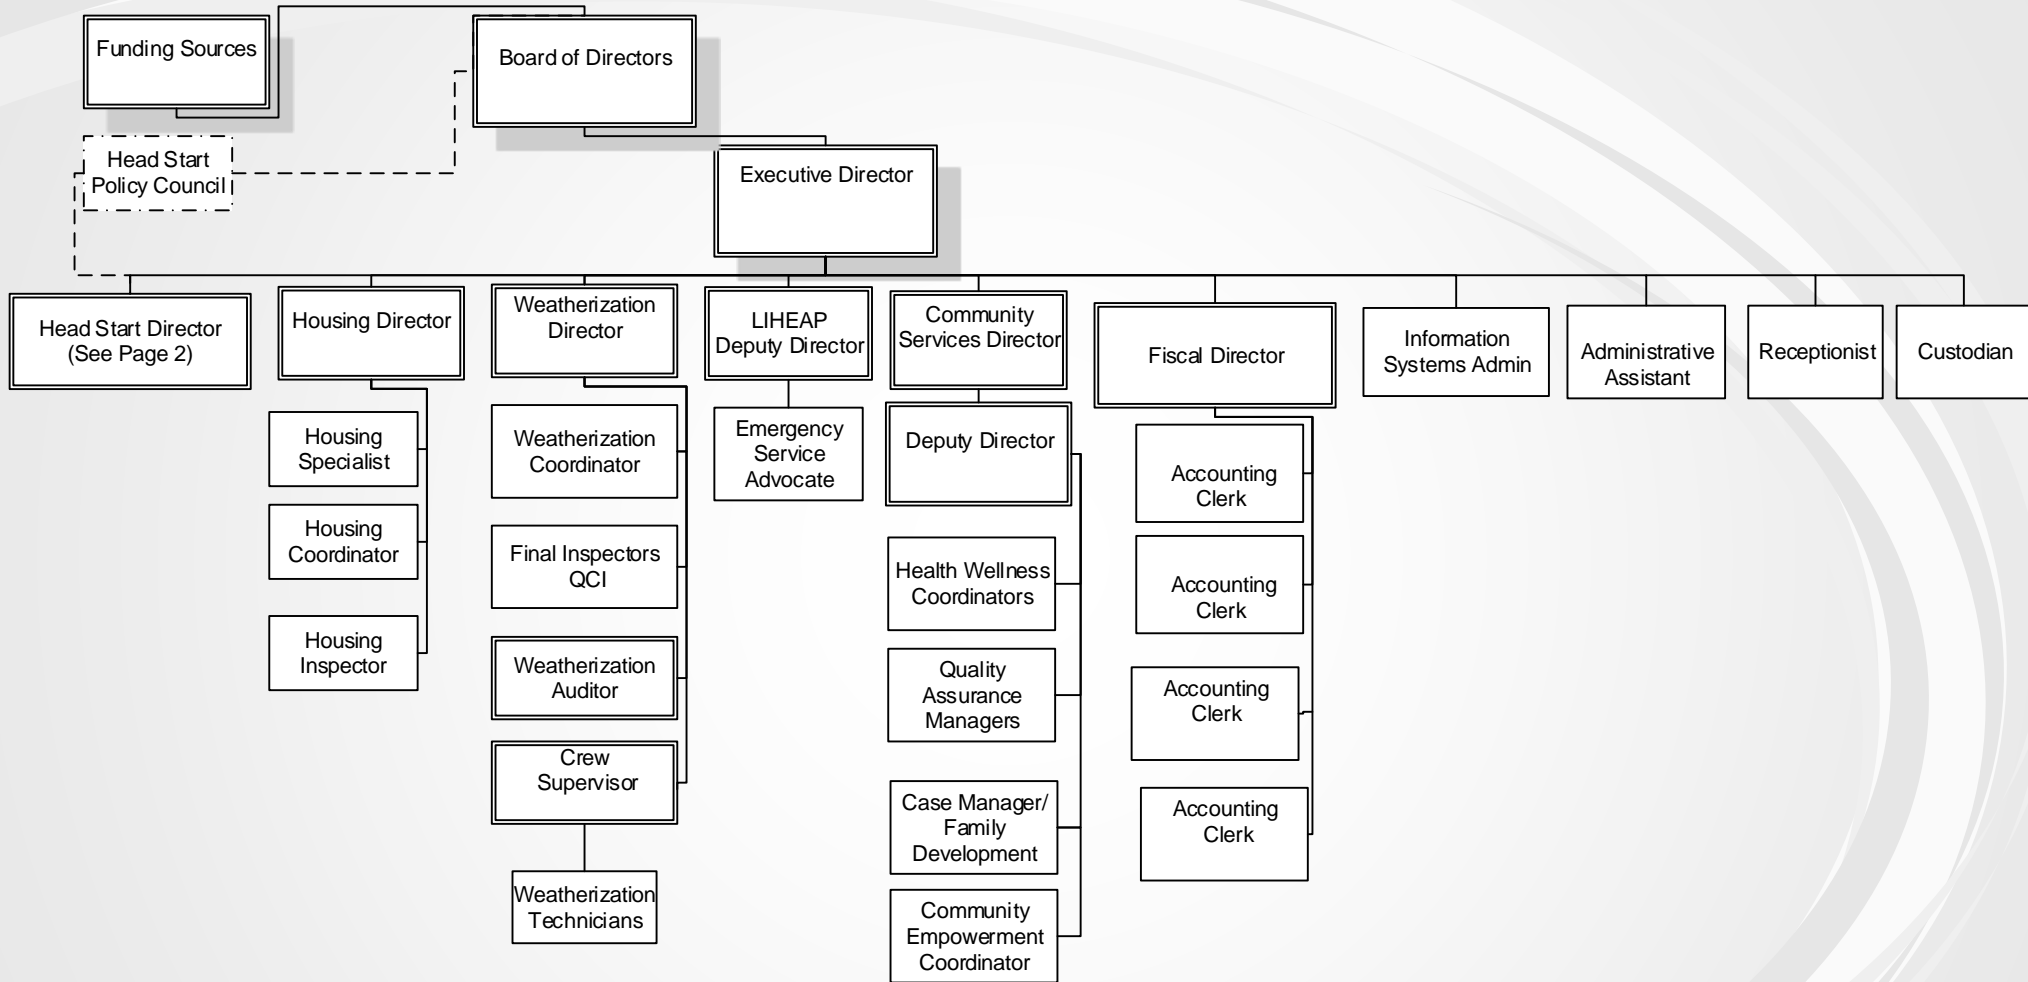 Funding Sources
Board of Directors
Head Start
Policy Council
Executive Director
Head Start Director
(See Page 2)
Housing Director
Weatherization
Director
LIHEAP
Deputy Director
Community
Services Director
Fiscal Director
Information
Systems Admin
Administrative
Assistant
Receptionist
Custodian
Housing
Specialist
Housing
Coordinator
Housing
Inspector
Weatherization
Coordinator
Final Inspectors
QCI
Weatherization
Auditor
Crew
Supervisor
Weatherization
Technicians
Emergency
Service
Advocate
Deputy Director
Health Wellness
Coordinators
Quality
Assurance
Managers
Case Manager/
Family
Development
Community
Empowerment
Coordinator
Accounting
Clerk
Accounting
Clerk
Accounting
Clerk
Accounting
Clerk